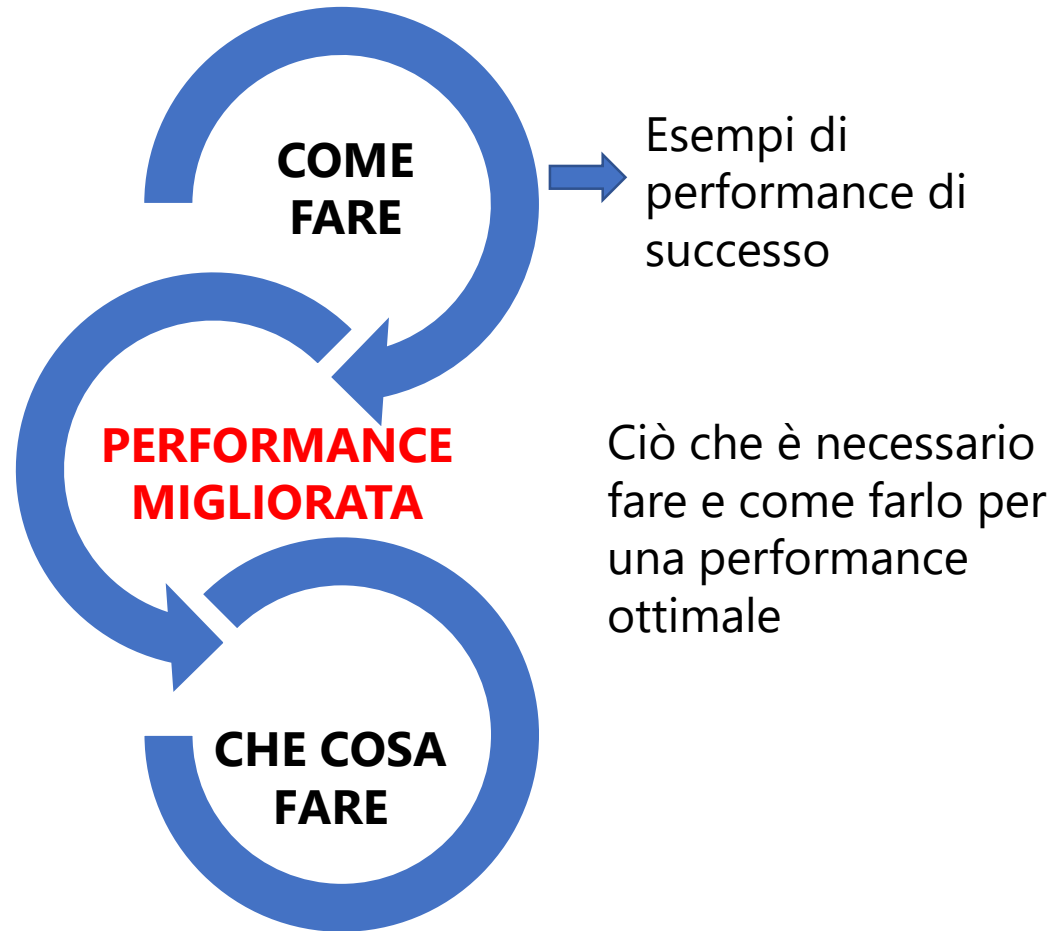 COME
FARE
Esempi di
performance di
successo
PERFORMANCE
MIGLIORATA
Ciò che è necessario
fare e come farlo per
una performance
ottimale
CHE COSA
FARE